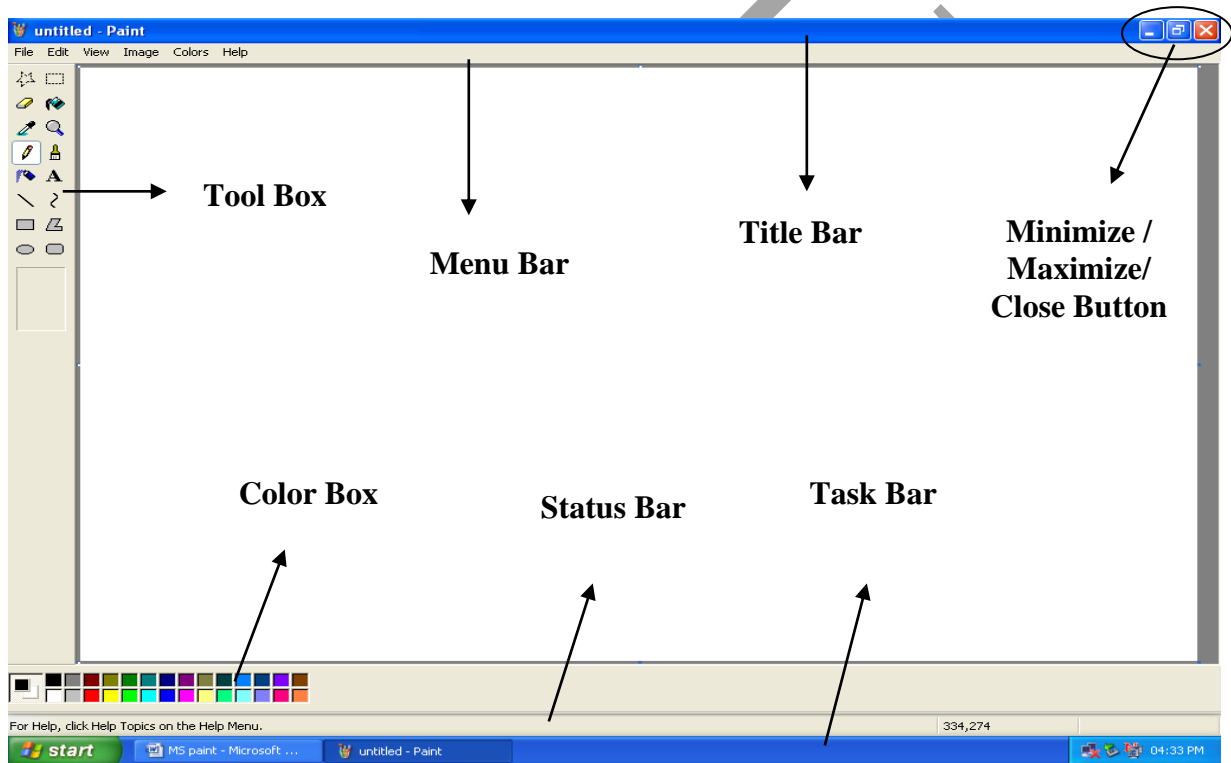 untitled - Paint
File Edit View Image Colors Help
A
Tool Box
Menu Bar
Title Bar
Minimize /
Maximize/
Close Button
Color Box
Status Bar
Task Bar
For Help, click Help Topics on the Help Menu.
334,274
start
MS paint - Microsoft ...
untitled - Paint
04:33 PM